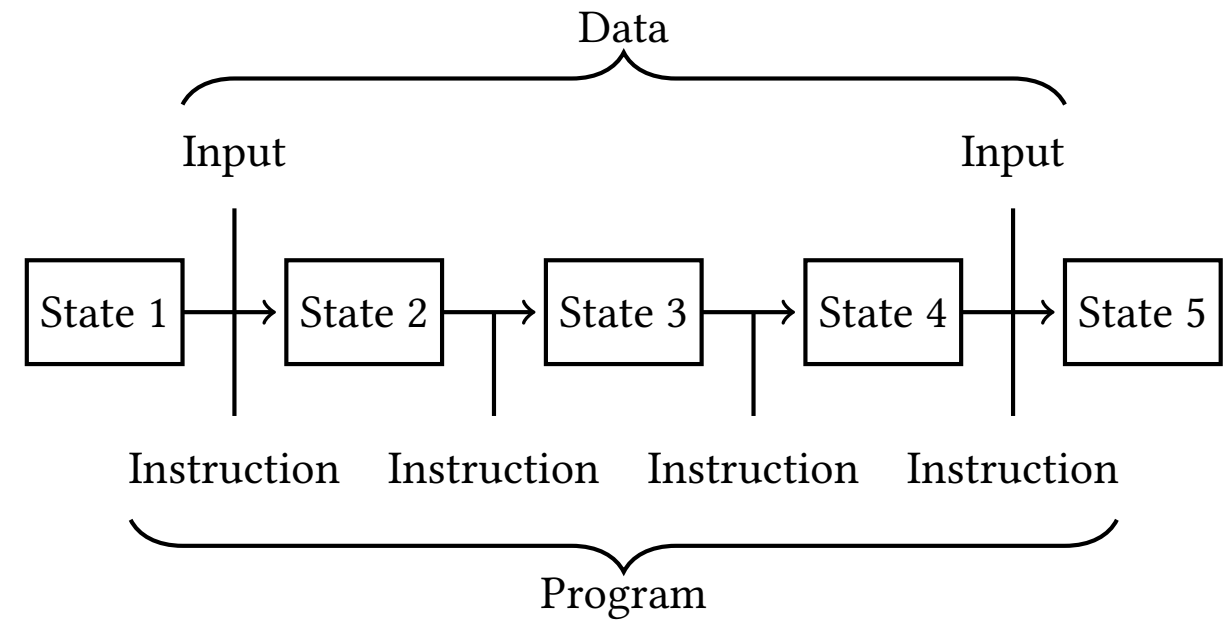 Data
Input Input
State 1 State 2 State 3 State 4 State 5
Instruction Instruction Instruction Instruction
Program